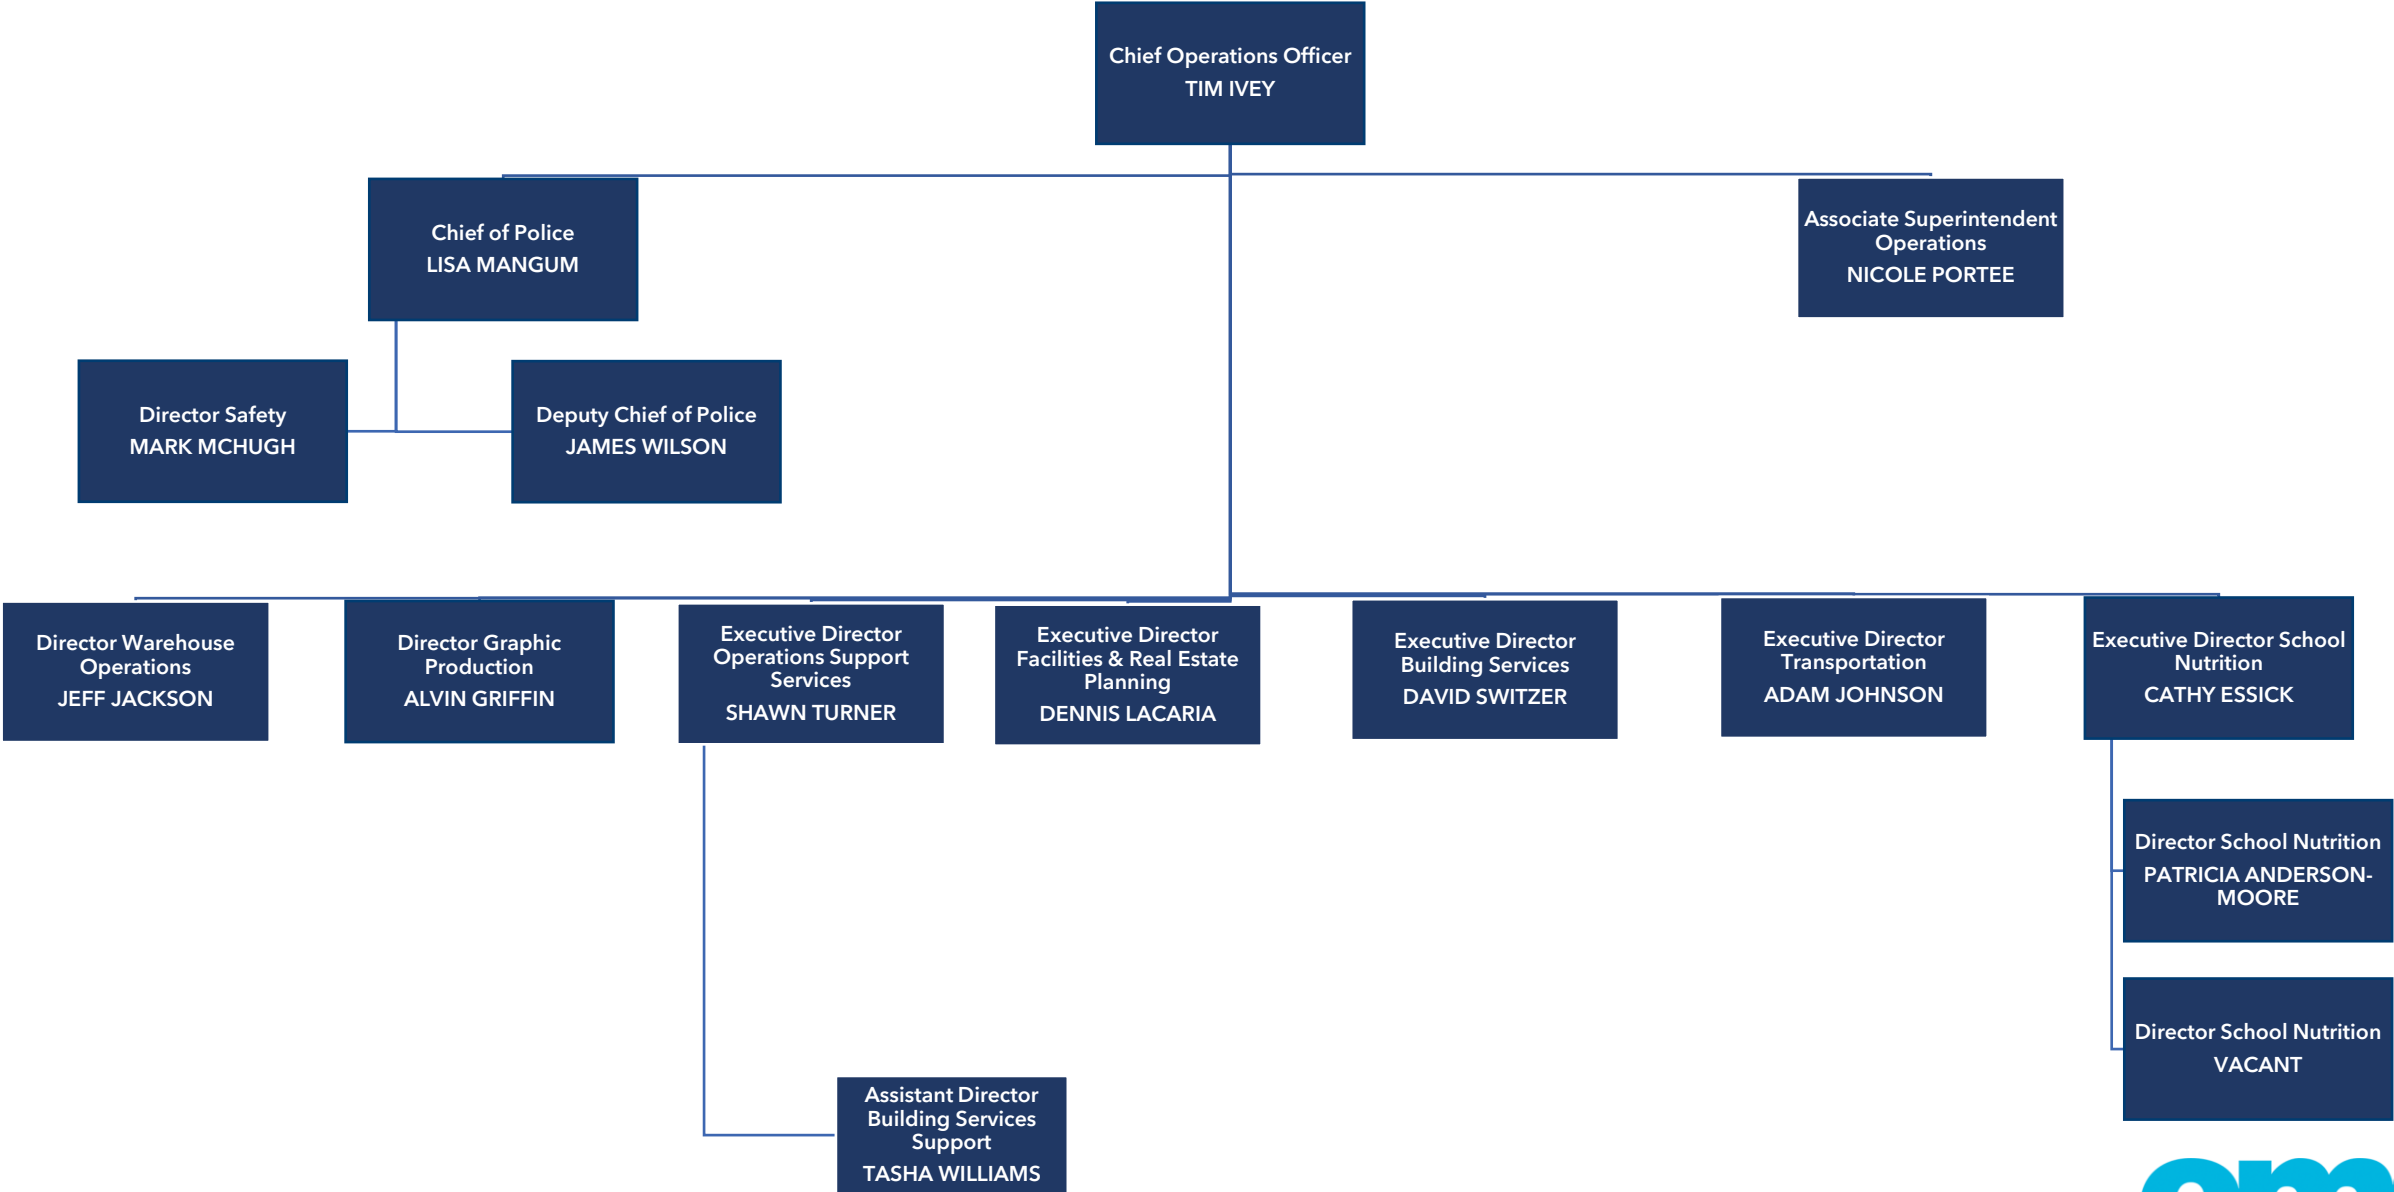 Chief Operations Officer
TIM IVEY
Chief of Police
LISA MANGUM
Associate Superintendent
Operations
NICOLE PORTEE
Director Safety
MARK MCHUGH
Deputy Chief of Police
JAMES WILSON
Director Warehouse
Operations
JEFF JACKSON
Director Graphic
Production
ALVIN GRIFFIN
Executive Director
Operations Support
Services
SHAWN TURNER
Executive Director
Facilities & Real Estate
Planning
DENNIS LACARIA
Executive Director
Building Services
DAVID SWITZER
Executive Director
Transportation
ADAM JOHNSON
Executive Director School
Nutrition
CATHY ESSICK
Director School Nutrition
PATRICIA ANDERSON-
MOORE
Director School Nutrition
VACANT
Assistant Director
Building Services
Support
TASHA WILLIAMS